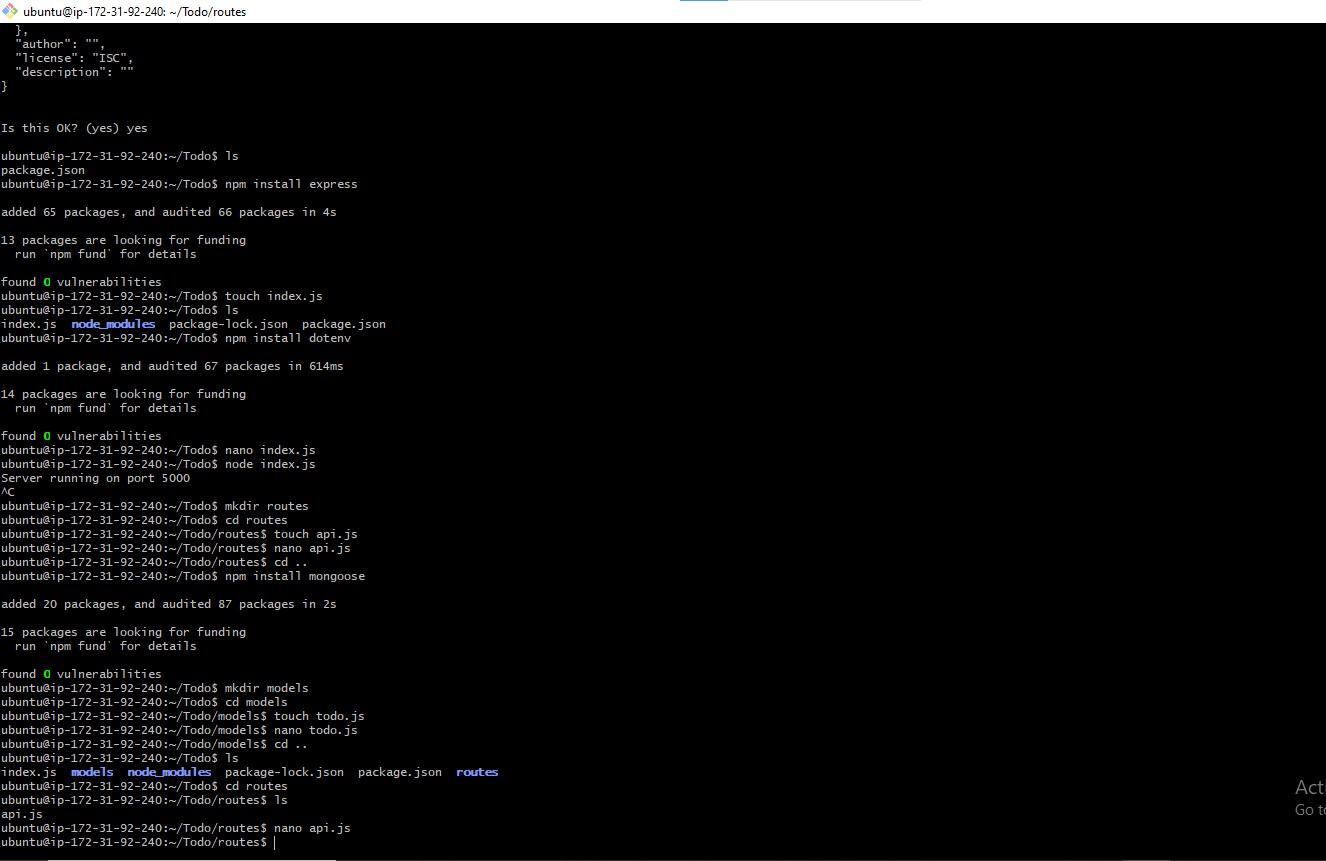 ubuntu@ip-172-31-92-240: ~/Todo/routes
  },
  "author": "",
  "license": "ISC",
  "description": ""
}
Is this OK? (yes) yes
ubuntu@ip-172-31-92-240:~/Todo$ ls
package.json
ubuntu@ip-172-31-92-240:~/Todo$ npm install express
added 65 packages, and audited 66 packages in 4s
13 packages are looking for funding
  run `npm fund` for details
found 0 vulnerabilities
ubuntu@ip-172-31-92-240:~/Todo$ touch index.js
ubuntu@ip-172-31-92-240:~/Todo$ ls
index.js  node_modules  package-lock.json  package.json
ubuntu@ip-172-31-92-240:~/Todo$ npm install dotenv
added 1 package, and audited 67 packages in 614ms
14 packages are looking for funding
  run `npm fund` for details
found 0 vulnerabilities
ubuntu@ip-172-31-92-240:~/Todo$ nano index.js
ubuntu@ip-172-31-92-240:~/Todo$ node index.js
Server running on port 5000
^C
ubuntu@ip-172-31-92-240:~/Todo$ mkdir routes
ubuntu@ip-172-31-92-240:~/Todo$ cd routes
ubuntu@ip-172-31-92-240:~/Todo/routes$ touch api.js
ubuntu@ip-172-31-92-240:~/Todo/routes$ nano api.js
ubuntu@ip-172-31-92-240:~/Todo/routes$ cd ..
ubuntu@ip-172-31-92-240:~/Todo$ npm install mongoose
added 20 packages, and audited 87 packages in 2s
15 packages are looking for funding
  run `npm fund` for details
found 0 vulnerabilities
ubuntu@ip-172-31-92-240:~/Todo$ mkdir models
ubuntu@ip-172-31-92-240:~/Todo$ cd models
ubuntu@ip-172-31-92-240:~/Todo/models$ touch todo.js
ubuntu@ip-172-31-92-240:~/Todo/models$ nano todo.js
ubuntu@ip-172-31-92-240:~/Todo/models$ cd ..
ubuntu@ip-172-31-92-240:~/Todo$ ls
index.js  models  node_modules  package-lock.json  package.json  routes
ubuntu@ip-172-31-92-240:~/Todo$ cd routes
ubuntu@ip-172-31-92-240:~/Todo/routes$ ls
api.js
ubuntu@ip-172-31-92-240:~/Todo/routes$ nano api.js
ubuntu@ip-172-31-92-240:~/Todo/routes$
Acti
Go to